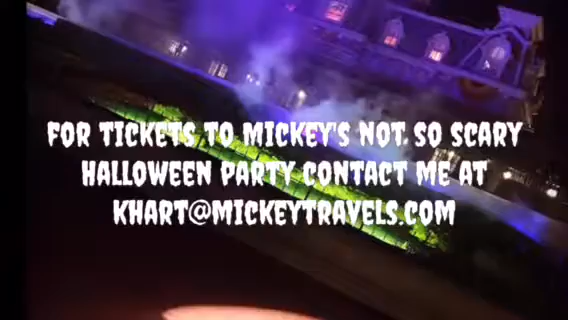 FOR TICKETS TO MICKEY'S NOT SO SCARY
HALLOWEEN PARTY CONTACT ME AT
KHART@MICKEYTRAVELS.COM